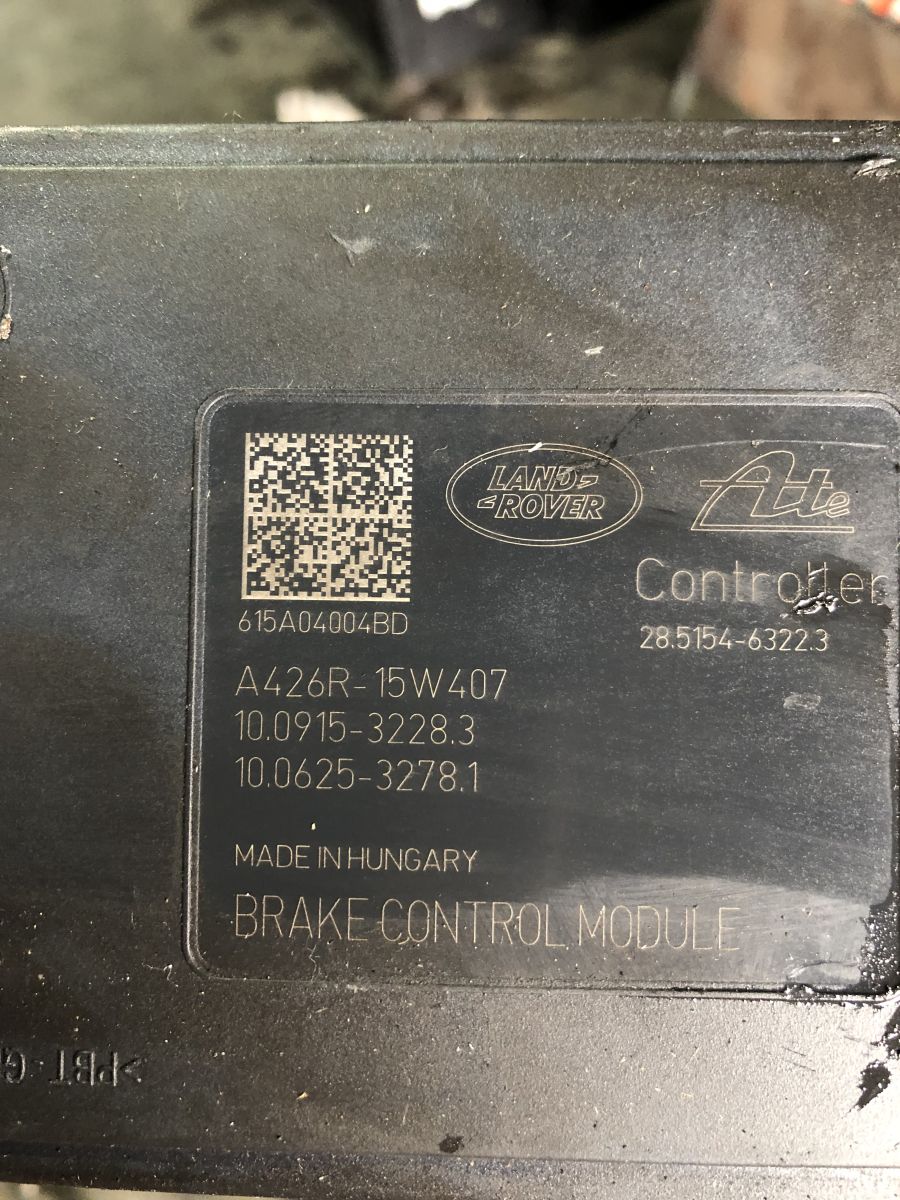 LAND
ROVER
Ate
Controller
28.5154-6322.3
615A04004BD
A426R-15W407
10.0915-3228.3
10.0625-3278.1
MADE IN HUNGARY
BRAKE CONTROL MODULE
>PBT-G